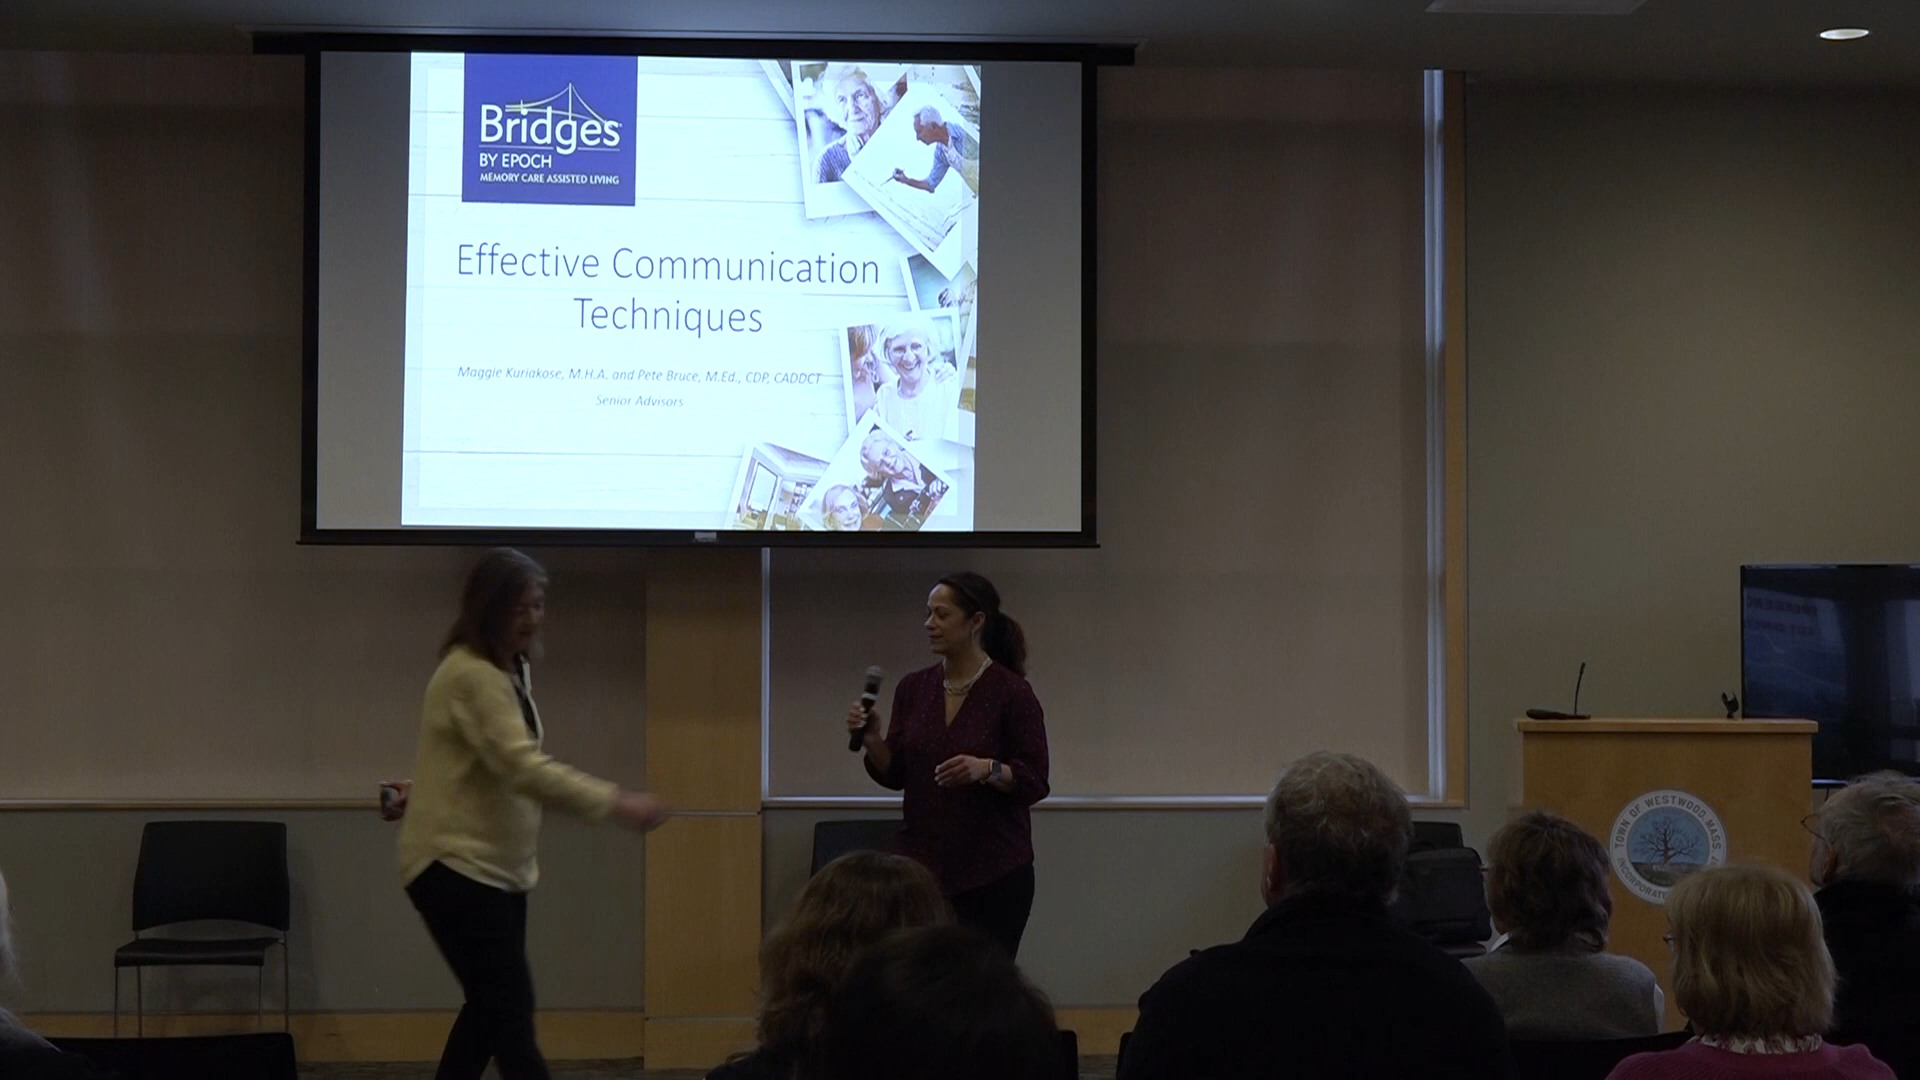 Bridges
BY EPOCH
MEMORY CARE ASSISTED LIVING
Effective Communication
Techniques
Maggie Kuriakose, M.H.A. and Pete Bruce, M.Ed., CDP, CADDCT
Senior Advisors
TOWN OF WESTWOOD, MASS.